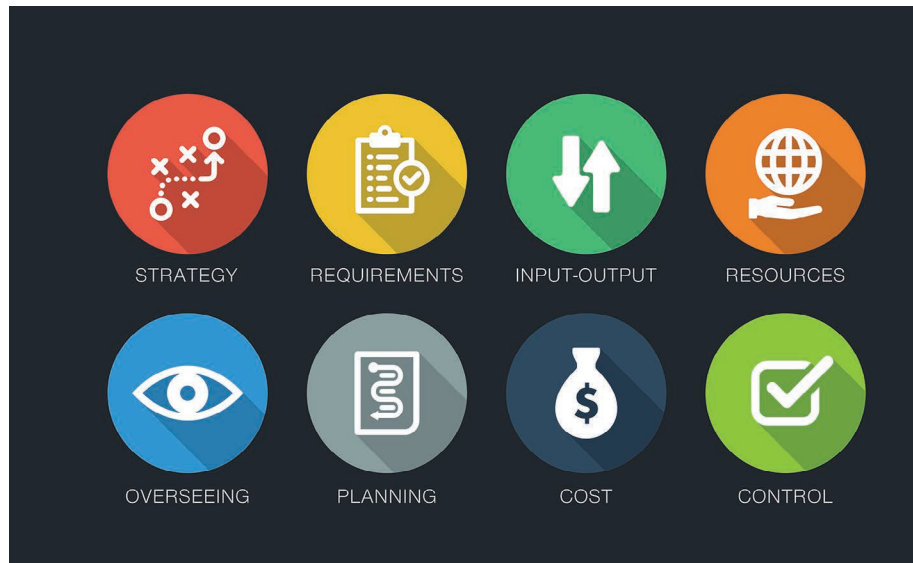 STRATEGY
REQUIREMENTS
INPUT-OUTPUT
RESOURCES
$
OVERSEEING
PLANNING
COST
CONTROL